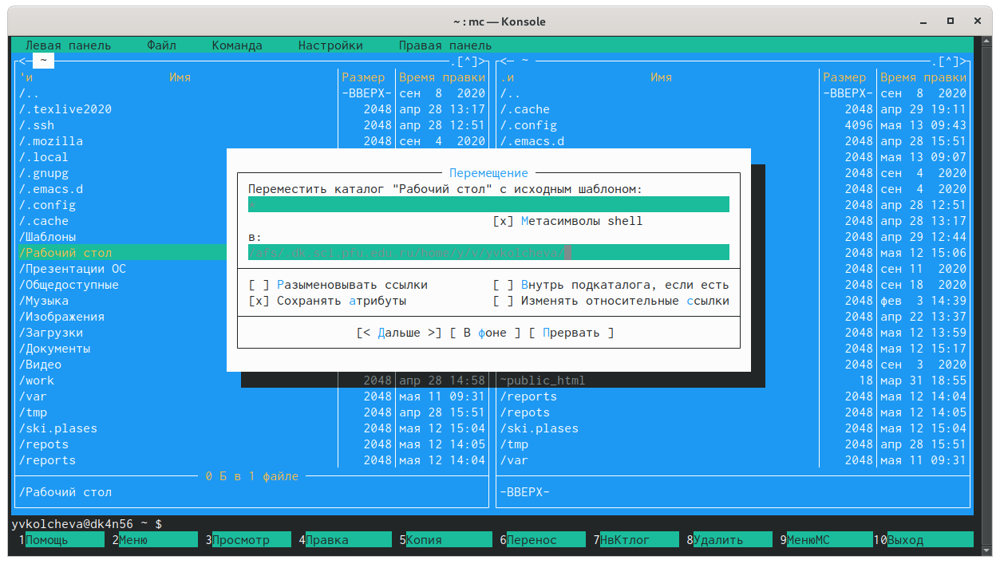 ~ : mc — Konsole
Левая панель Файл Команда Настройки Правая панель
<— ~ .[^]> <— ~ .[^]>
'и Имя Размер Время правки .и Имя Размер Время правки
/.. -ВВЕРХ- сен 8 2020 /.. -ВВЕРХ- сен 8 2020
/.texlive2020 2048 апр 28 13:17 /.cache 2048 апр 29 19:11
/.ssh 2048 апр 28 12:51 /.config 4096 мая 13 09:43
/.mozilla 2048 сен 4 2020 /.emacs.d 2048 апр 28 15:51
/.local 2048 мая 13 09:07
/.gnupg Перемещение 2048 сен 4 2020
/.emacs.d Переместить каталог "Рабочий стол" с исходным шаблоном: 2048 сен 4 2020
/.config 2048 апр 28 12:51
/.cache [x] Метасимволы shell 2048 апр 28 13:17
/Шаблоны в: 2048 апр 29 12:44
/Рабочий стол /afs/.dk.sci.pfu.edu.ru/home/y/v/yvkolcheva/ 2048 мая 12 15:06
/Презентации ОС 2048 сен 11 2020
/Общедоступные [ ] Разыменовывать ссылки [ ] Внутрь подкаталога, если есть 2048 сен 18 2020
/Музыка [x] Сохранять атрибуты [ ] Изменять относительные ссылки 2048 фев 3 14:39
/Изображения 2048 апр 22 13:37
/Загрузки [< Дальше >] [ В фоне ] [ Прервать ] 2048 мая 12 13:59
/Документы 2048 мая 12 15:17
/Видео 2048 сен 3 2020
/work 2048 апр 28 14:58 ~public_html 18 мар 31 18:55
/var 2048 мая 11 09:31 /reports 2048 мая 12 14:04
/tmp 2048 апр 28 15:51 /repots 2048 мая 12 14:05
/ski.plases 2048 мая 12 15:04 /ski.plases 2048 мая 12 15:04
/repots 2048 мая 12 14:05 /tmp 2048 апр 28 15:51
/reports 2048 мая 12 14:04 /var 2048 мая 11 09:31
0 Б в 1 файле
/Рабочий стол -ВВЕРХ-
yvkolcheva@dk4n56 ~ $
1Помощь 2Меню 3Просмотр 4Правка 5Копия 6Перенос 7НвКтлог 8Удалить 9МенюМС 10Выход